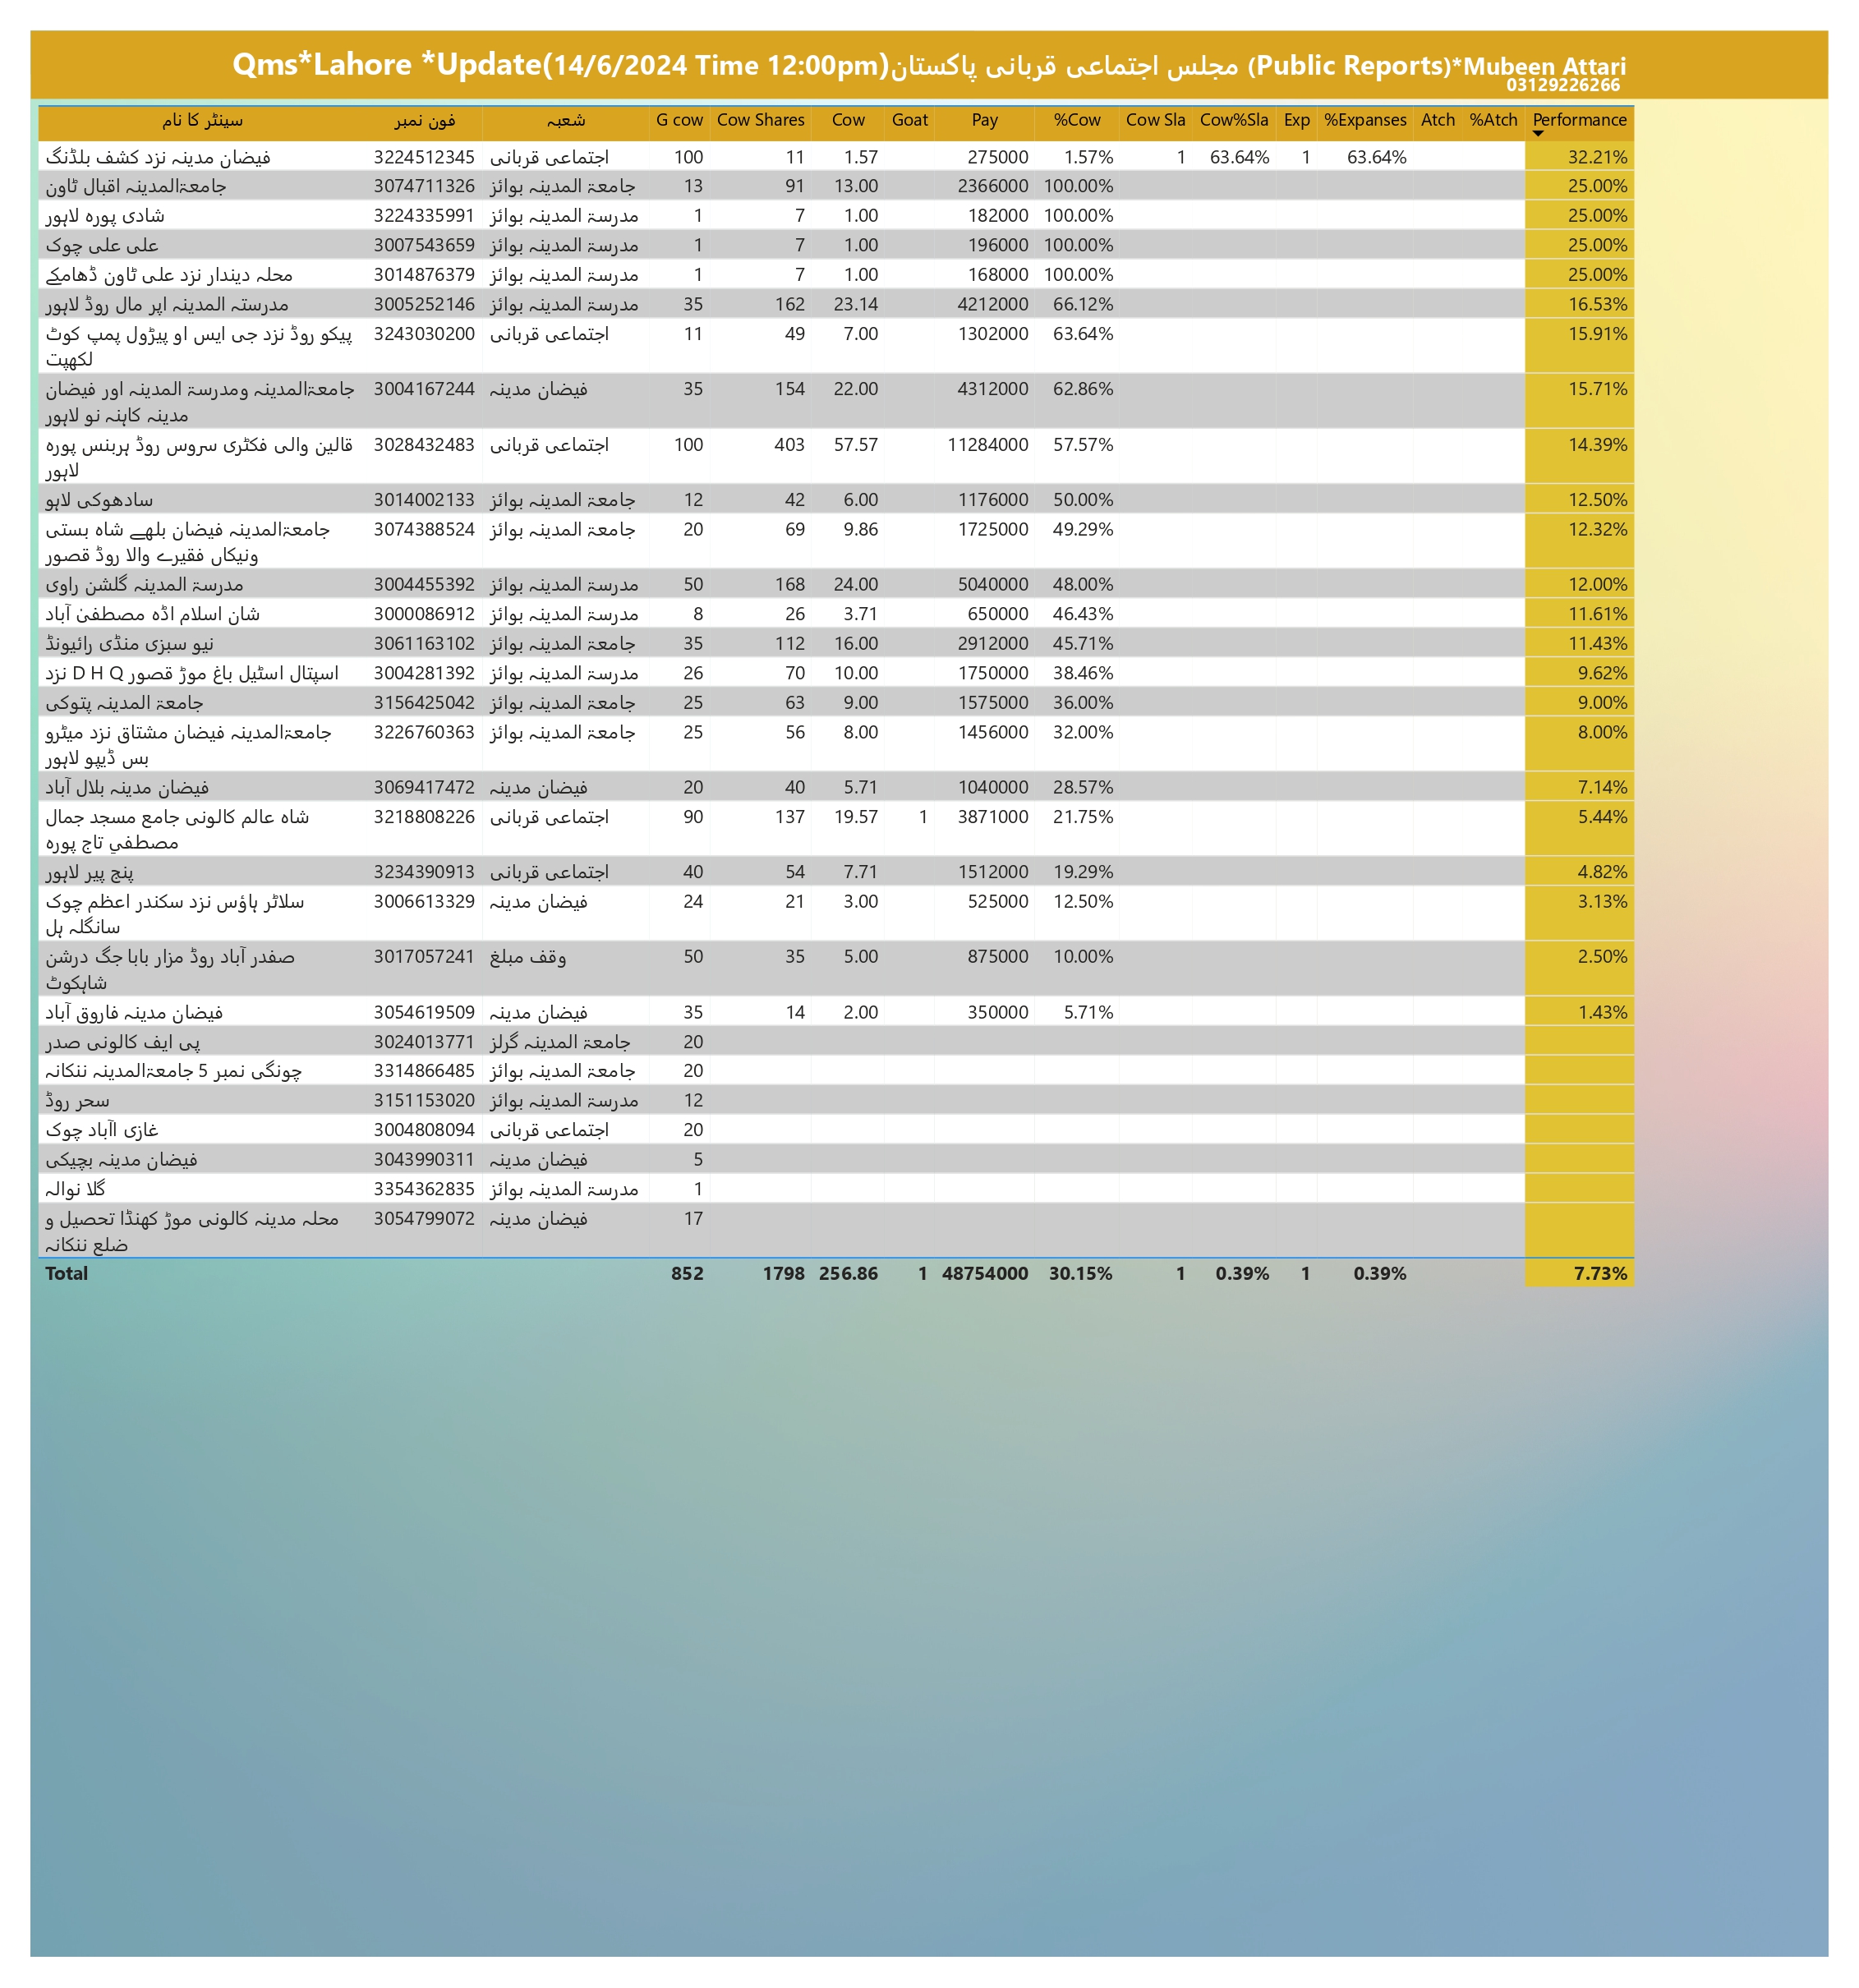 Qms*Lahore *Update(14/6/2024 Time 12:00pm)مجلس اجتماعی قربانی پاکستان (Public Reports)*Mubeen Attari
03129226266
سینٹر کا نام فون نمبر شعبہ G cow Cow Shares Cow Goat Pay %Cow Cow Sla Cow%Sla Exp %Expanses Atch %Atch Performance
فیضان مدینہ نزد کشف بلڈنگ 3224512345 اجتماعی قربانی 100 11 1.57 275000 1.57% 1 63.64% 1 63.64% 32.21%
جامعۃالمدینہ اقبال ٹاون 3074711326 جامعۃ المدینہ بوائز 13 91 13.00 2366000 100.00% 25.00%
شادی پورہ لاہور 3224335991 مدرسۃ المدینہ بوائز 1 7 1.00 182000 100.00% 25.00%
علی علی چوک 3007543659 مدرسۃ المدینہ بوائز 1 7 1.00 196000 100.00% 25.00%
محلہ دیندار نزد علی ٹاون ڈھامکے 3014876379 مدرسۃ المدینہ بوائز 1 7 1.00 168000 100.00% 25.00%
مدرستہ المدینہ اپر مال روڈ لاہور 3005252146 مدرسۃ المدینہ بوائز 35 162 23.14 4212000 66.12% 16.53%
پیکو روڈ نزد جی ایس او پیڑول پمپ کوٹ 3243030200 اجتماعی قربانی 11 49 7.00 1302000 63.64% 15.91%
لکھپت
جامعۃالمدینہ ومدرسۃ المدینہ اور فیضان 3004167244 فیضان مدینہ 35 154 22.00 4312000 62.86% 15.71%
مدینہ کاہنہ نو لاہور
قالین والی فکٹری سروس روڈ ہربنس پورہ 3028432483 اجتماعی قربانی 100 403 57.57 11284000 57.57% 14.39%
لاہور
سادھوکی لاہو 3014002133 جامعۃ المدینہ بوائز 12 42 6.00 1176000 50.00% 12.50%
جامعۃالمدینہ فیضان بلھے شاہ بستی 3074388524 جامعۃ المدینہ بوائز 20 69 9.86 1725000 49.29% 12.32%
ونیکاں فقیرے والا روڈ قصور
مدرسۃ المدینہ گلشن راوی 3004455392 مدرسۃ المدینہ بوائز 50 168 24.00 5040000 48.00% 12.00%
شان اسلام اڈہ مصطفیٰ آباد 3000086912 مدرسۃ المدینہ بوائز 8 26 3.71 650000 46.43% 11.61%
نیو سبزی منڈی رائیونڈ 3061163102 جامعۃ المدینہ بوائز 35 112 16.00 2912000 45.71% 11.43%
نزد D H Q اسپتال اسٹیل باغ موڑ قصور 3004281392 مدرسۃ المدینہ بوائز 26 70 10.00 1750000 38.46% 9.62%
جامعۃ المدینہ پتوکی 3156425042 جامعۃ المدینہ بوائز 25 63 9.00 1575000 36.00% 9.00%
جامعۃالمدینہ فیضان مشتاق نزد میٹرو 3226760363 جامعۃ المدینہ بوائز 25 56 8.00 1456000 32.00% 8.00%
بس ڈیپو لاہور
فیضان مدینہ بلال آباد 3069417472 فیضان مدینہ 20 40 5.71 1040000 28.57% 7.14%
شاہ عالم کالونی جامع مسجد جمال 3218808226 اجتماعی قربانی 90 137 19.57 1 3871000 21.75% 5.44%
مصطفي تاج پورہ
پنج پیر لاہور 3234390913 اجتماعی قربانی 40 54 7.71 1512000 19.29% 4.82%
سلاٹر ہاؤس نزد سکندر اعظم چوک 3006613329 فیضان مدینہ 24 21 3.00 525000 12.50% 3.13%
سانگلہ ہل
صفدر آباد روڈ مزار بابا جگ درشن 3017057241 وقف مبلغ 50 35 5.00 875000 10.00% 2.50%
شاہکوٹ
فیضان مدینہ فاروق آباد 3054619509 فیضان مدینہ 35 14 2.00 350000 5.71% 1.43%
پی ایف کالونی صدر 3024013771 جامعۃ المدینہ گرلز 20
چونگی نمبر 5 جامعۃالمدینہ ننکانہ 3314866485 جامعۃ المدینہ بوائز 20
سحر روڈ 3151153020 مدرسۃ المدینہ بوائز 12
غازی اآباد چوک 3004808094 اجتماعی قربانی 20
فیضان مدینہ بچیکی 3043990311 فیضان مدینہ 5
گلا نوالہ 3354362835 مدرسۃ المدینہ بوائز 1
محلہ مدینہ کالونی موڑ کھنڈا تحصیل و 3054799072 فیضان مدینہ 17
ضلع ننکانہ
Total 852 1798 256.86 1 48754000 30.15% 1 0.39% 1 0.39% 7.73%